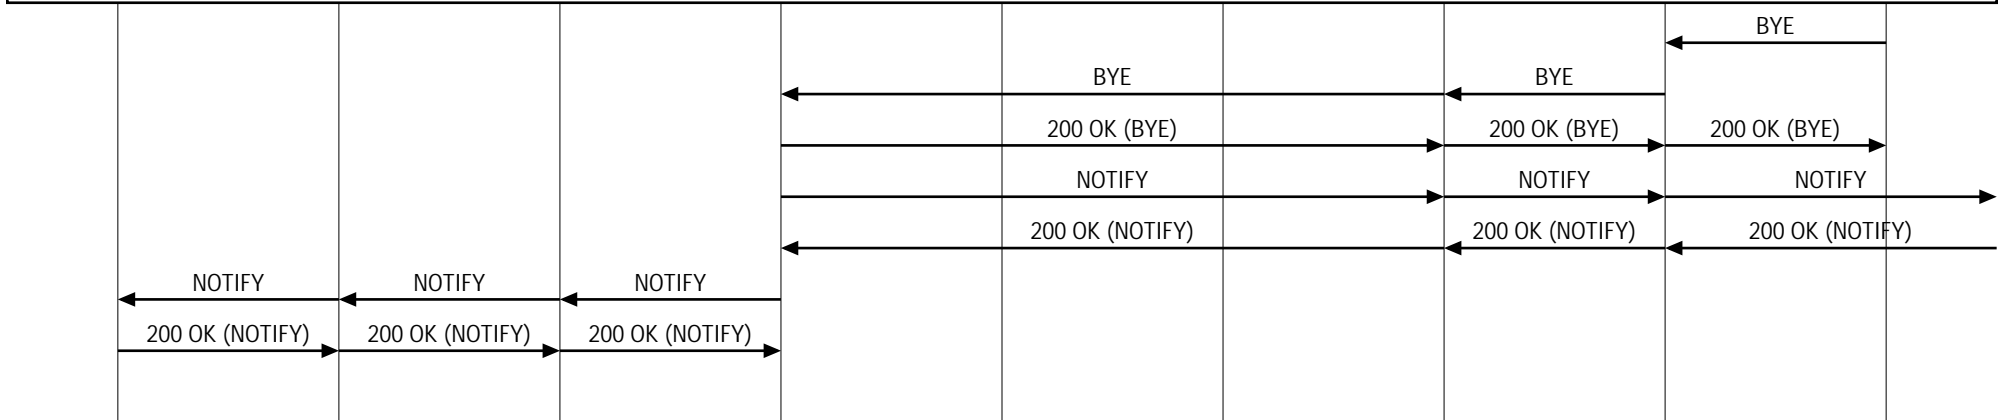 BYE
BYE BYE
200 OK (BYE) 200 OK (BYE) 200 OK (BYE)
NOTIFY NOTIFY NOTIFY
200 OK (NOTIFY) 200 OK (NOTIFY) 200 OK (NOTIFY)
NOTIFY NOTIFY NOTIFY
200 OK (NOTIFY) 200 OK (NOTIFY) 200 OK (NOTIFY)